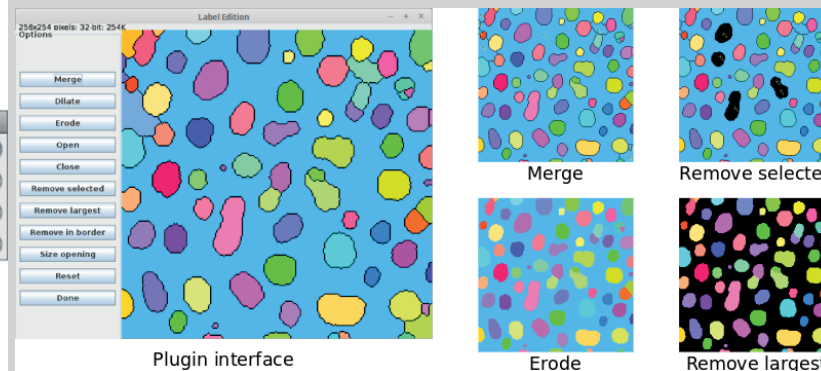 Label Edition
256x254 pixels; 32-bit; 254K
Options
Merge
Dilate
Erode
Open
Close
Remove selected
Remove largest
Remove in border
Size opening
Reset
Done
Plugin interface
Merge
Remove selecte
Erode
Remove largest